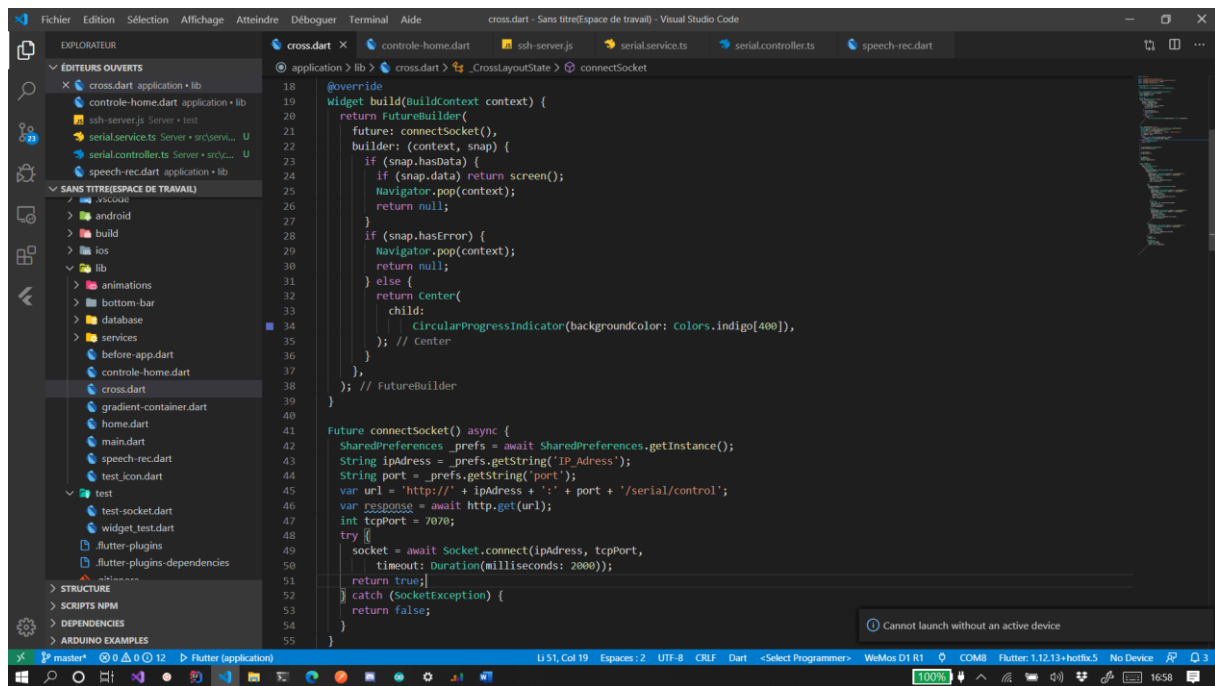 Fichier Edition Sélection Affichage Atteindre Déboguer Terminal Aide cross.dart - Sans titre(Espace de travail) - Visual Studio Code
EXPLORATEUR
cross.dart controle-home.dart ssh-server.js serial.service.ts serial.controller.ts speech-rec.dart
ÉDITEURS OUVERTS
cross.dart application • lib
controle-home.dart application • lib
ssh-server.js Server • test
serial.service.ts Server • src\servi... U
serial.controller.ts Server • src\c... U
speech-rec.dart application • lib
SANS TITRE(ESPACE DE TRAVAIL)
.vscode
android
build
ios
lib
animations
bottom-bar
database
services
before-app.dart
controle-home.dart
cross.dart
gradient-container.dart
home.dart
main.dart
speech-rec.dart
test_icon.dart
test
test-socket.dart
widget_test.dart
.flutter-plugins
.flutter-plugins-dependencies
.gitignore
STRUCTURE
SCRIPTS NPM
DEPENDENCIES
ARDUINO EXAMPLES
23
application > lib > cross.dart > _CrossLayoutState > connectSocket
18 @override
19 Widget build(BuildContext context) {
20 return FutureBuilder(
21 future: connectSocket(),
22 builder: (context, snap) {
23 if (snap.hasData) {
24 if (snap.data) return screen();
25 Navigator.pop(context);
26 return null;
27 }
28 if (snap.hasError) {
29 Navigator.pop(context);
30 return null;
31 } else {
32 return Center(
33 child:
34 CircularProgressIndicator(backgroundColor: Colors.indigo[400]),
35 ); // Center
36 }
37 },
38 ); // FutureBuilder
39 }
40
41 Future connectSocket() async {
42 SharedPreferences _prefs = await SharedPreferences.getInstance();
43 String ipAdress = _prefs.getString('IP_Adress');
44 String port = _prefs.getString('port');
45 var url = 'http://' + ipAdress + ':' + port + '/serial/control';
46 var response = await http.get(url);
47 int tcpPort = 7070;
48 try {
49 socket = await Socket.connect(ipAdress, tcpPort,
50 timeout: Duration(milliseconds: 2000));
51 return true;
52 } catch (SocketException) {
53 return false;
54 }
55 }
Cannot launch without an active device
master* 0 0 12 Flutter (application) Li 51, Col 19 Espaces : 2 UTF-8 CRLF Dart <Select Programmer> WeMos D1 R1 COM8 Flutter: 1.12.13+hotfix.5 No Device 3
100% 16:58